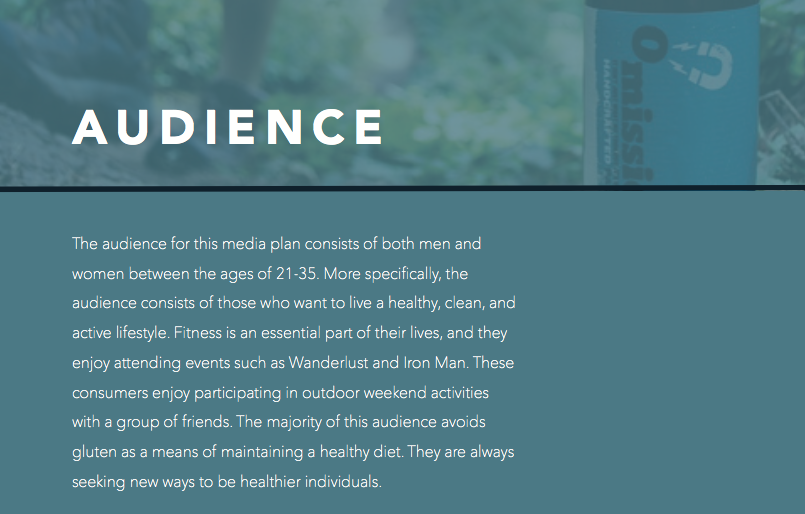 Omissi
HANDCRAFTED
AUDIENCE
The audience for this media plan consists of both men and
women between the ages of 21-35. More specifically, the
audience consists of those who want to live a healthy, clean, and
active lifestyle. Fitness is an essential part of their lives, and they
enjoy attending events such as Wanderlust and Iron Man. These
consumers enjoy participating in outdoor weekend activities
with a group of friends. The majority of this audience avoids
gluten as a means of maintaining a healthy diet. They are always
seeking new ways to be healthier individuals.